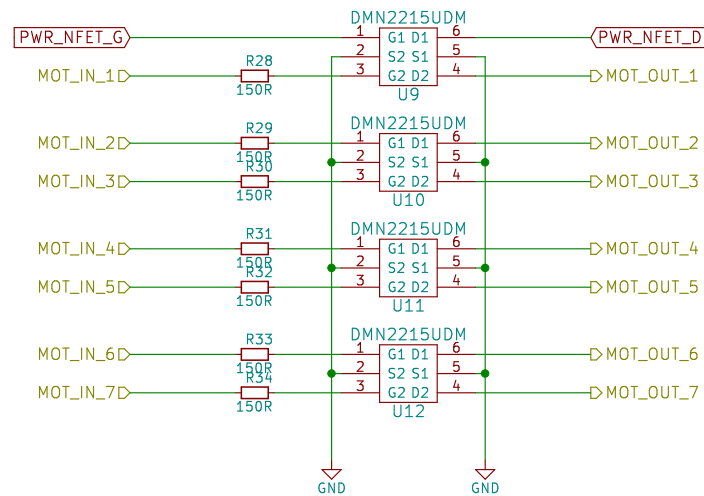 DMN2215UDM
PWR_NFET_G 1 G1 D1 6 PWR_NFET_D
2 S2 S1 5
MOT_IN_1 R28 150R 3 G2 D2 4 MOT_OUT_1
U9
DMN2215UDM
MOT_IN_2 R29 150R 1 G1 D1 6 MOT_OUT_2
2 S2 S1 5
MOT_IN_3 R30 150R 3 G2 D2 4 MOT_OUT_3
U10
DMN2215UDM
MOT_IN_4 R31 150R 1 G1 D1 6 MOT_OUT_4
2 S2 S1 5
MOT_IN_5 R32 150R 3 G2 D2 4 MOT_OUT_5
U11
DMN2215UDM
MOT_IN_6 R33 150R 1 G1 D1 6 MOT_OUT_6
2 S2 S1 5
MOT_IN_7 R34 150R 3 G2 D2 4 MOT_OUT_7
U12
GND GND